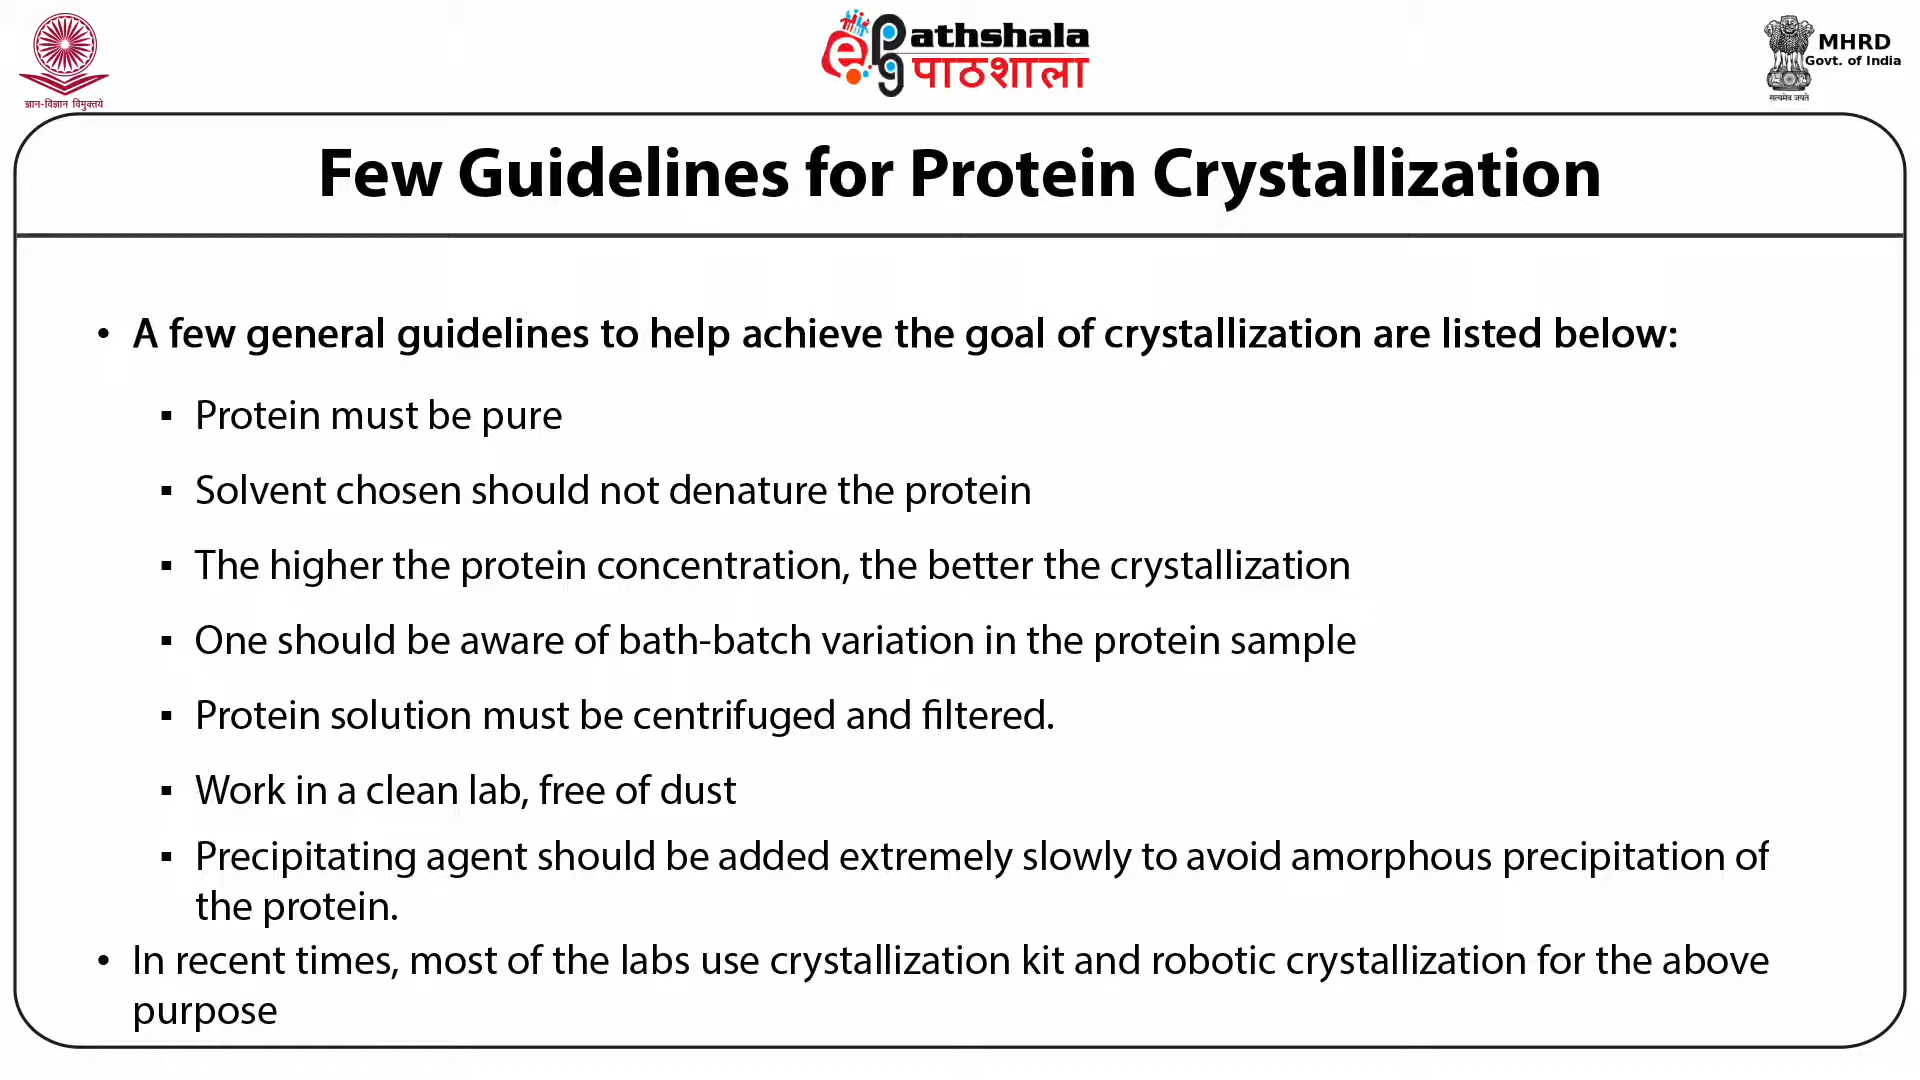 ज्ञान-विज्ञान विमुक्तये
ePathshala
पाठशाला
MHRD
Govt. of India
सत्यमेव जयते
Few Guidelines for Protein Crystallization
• A few general guidelines to help achieve the goal of crystallization are listed below:
▪ Protein must be pure
▪ Solvent chosen should not denature the protein
▪ The higher the protein concentration, the better the crystallization
▪ One should be aware of bath-batch variation in the protein sample
▪ Protein solution must be centrifuged and filtered.
▪ Work in a clean lab, free of dust
▪ Precipitating agent should be added extremely slowly to avoid amorphous precipitation of
the protein.
• In recent times, most of the labs use crystallization kit and robotic crystallization for the above
purpose